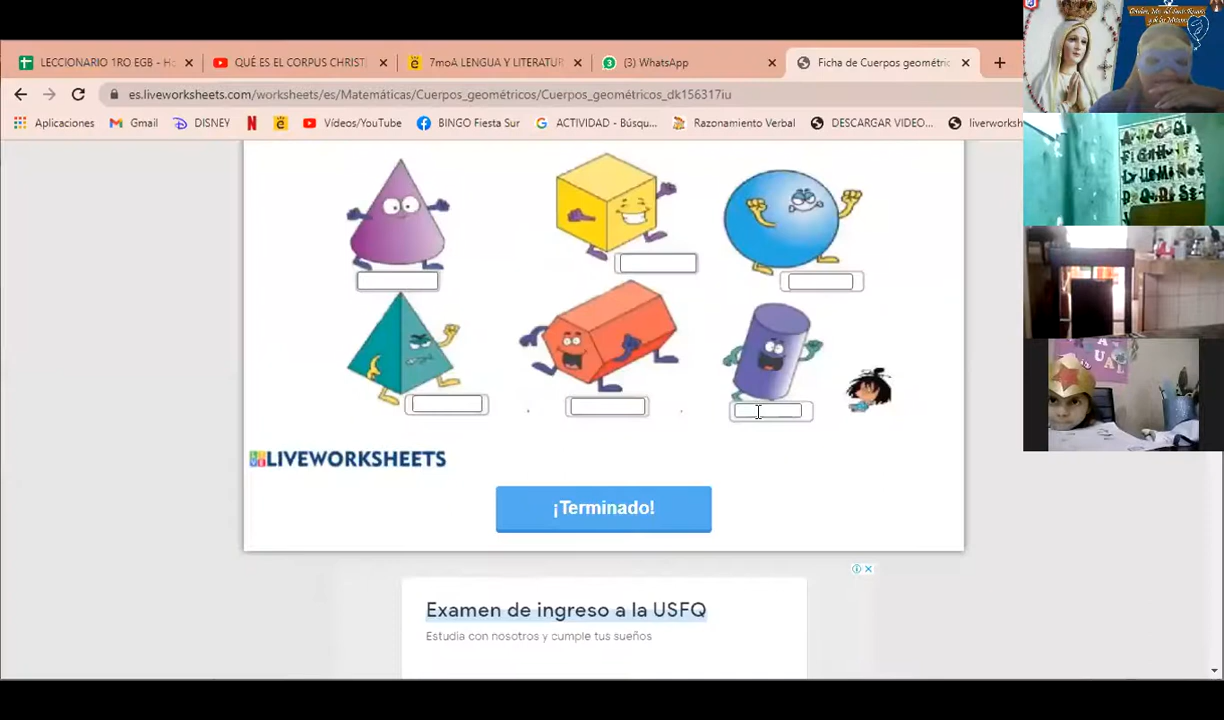 LECCIONARIO 1RO EGB - Ho
QUÉ ES EL CORPUS CHRIST
7moA LENGUA Y LITERATUR
(3) WhatsApp
Ficha de Cuerpos geométric
es.liveworksheets.com/worksheets/es/Matemáticas/Cuerpos_geométricos/Cuerpos_geométricos_dk156317iu
Aplicaciones
Gmail
DISNEY
Vídeos/YouTube
BINGO Fiesta Sur
ACTIVIDAD - Búsqu...
Razonamiento Verbal
DESCARGAR VIDEO...
liveworksh
LIVEWORKSHEETS
¡Terminado!
Examen de ingreso a la USFQ
Estudia con nosotros y cumple tus sueños